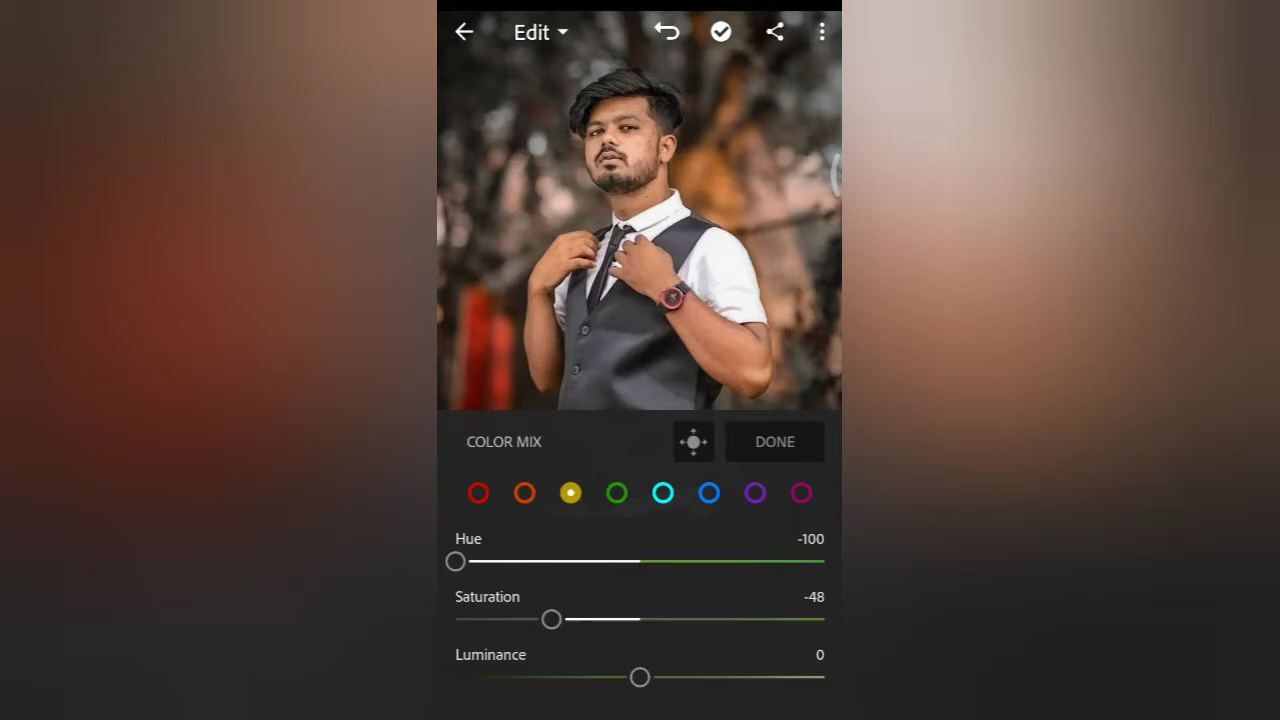 Edit
COLOR MIX
DONE
Hue -100
Saturation -48
Luminance 0